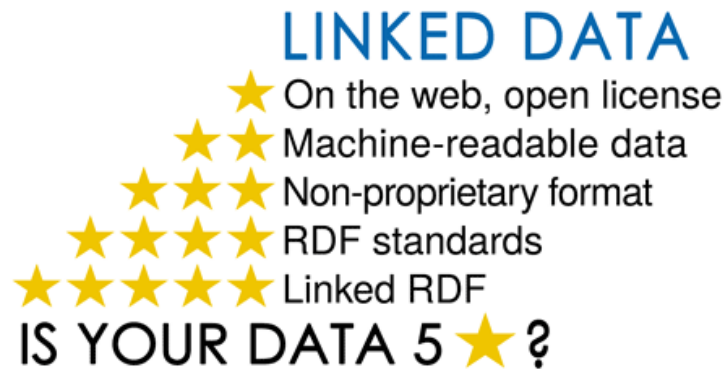 LINKED DATA
★ On the web, open license
★★ Machine-readable data
★★★ Non-proprietary format
★★★★ RDF standards
★★★★★ Linked RDF
IS YOUR DATA 5 ★ ?